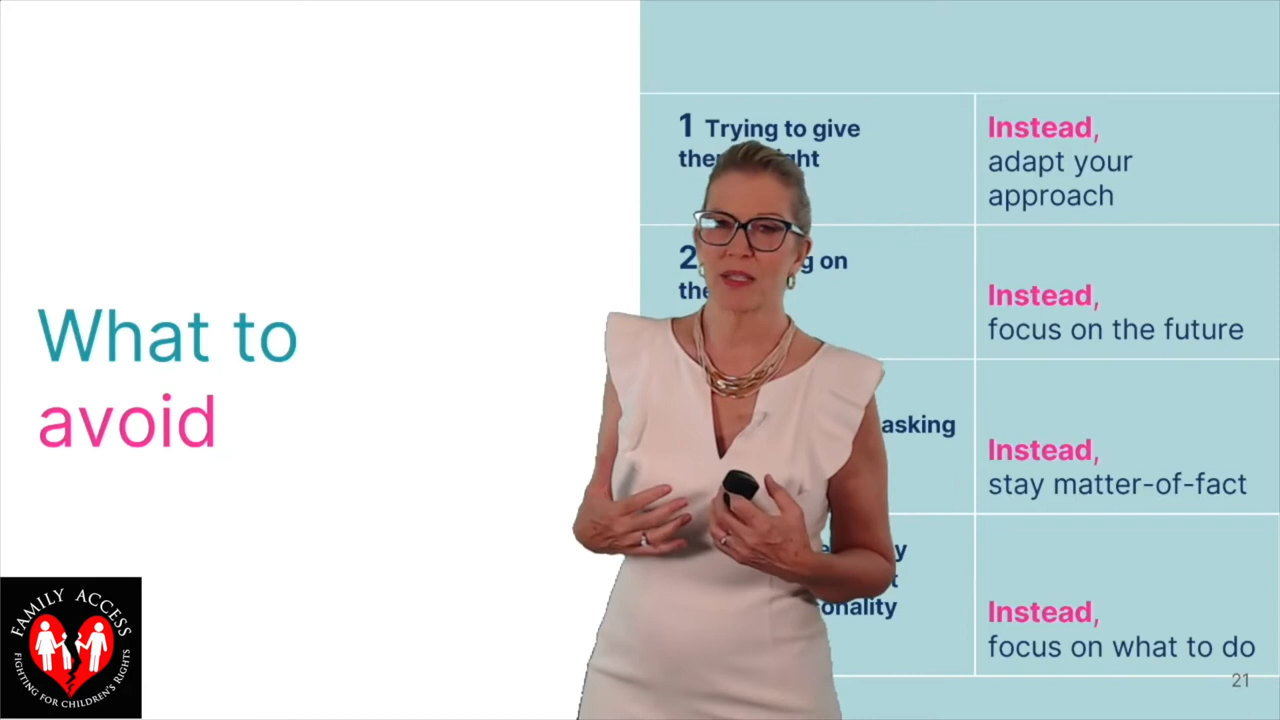 What to
avoid
1 Trying to give
Instead,
adapt your
approach
2 on
Instead,
focus on the future
asking
Instead,
stay matter-of-fact
Instead,
focus on what to do
21
FAMILY ACCESS
FIGHTING FOR CHILDREN'S RIGHTS